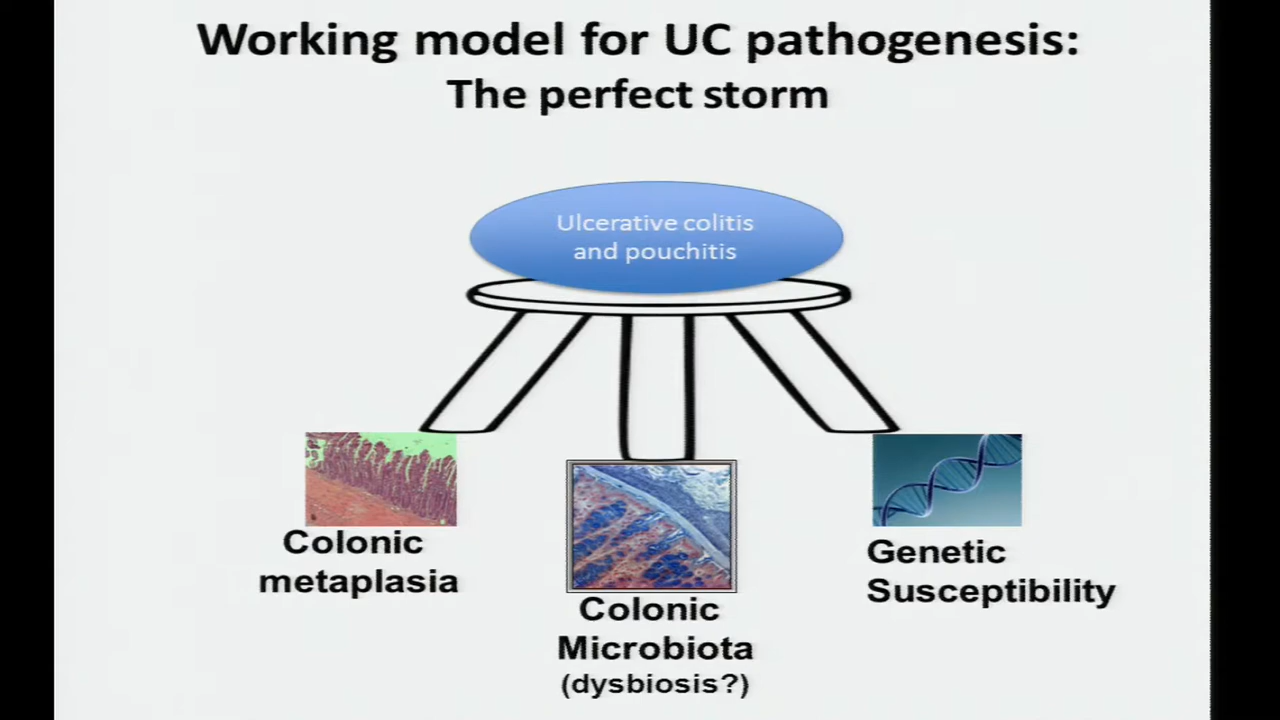 Working model for UC pathogenesis:
The perfect storm
Ulcerative colitis
and pouchitis
Colonic
metaplasia
Colonic
Microbiota
(dysbiosis?)
Genetic
Susceptibility